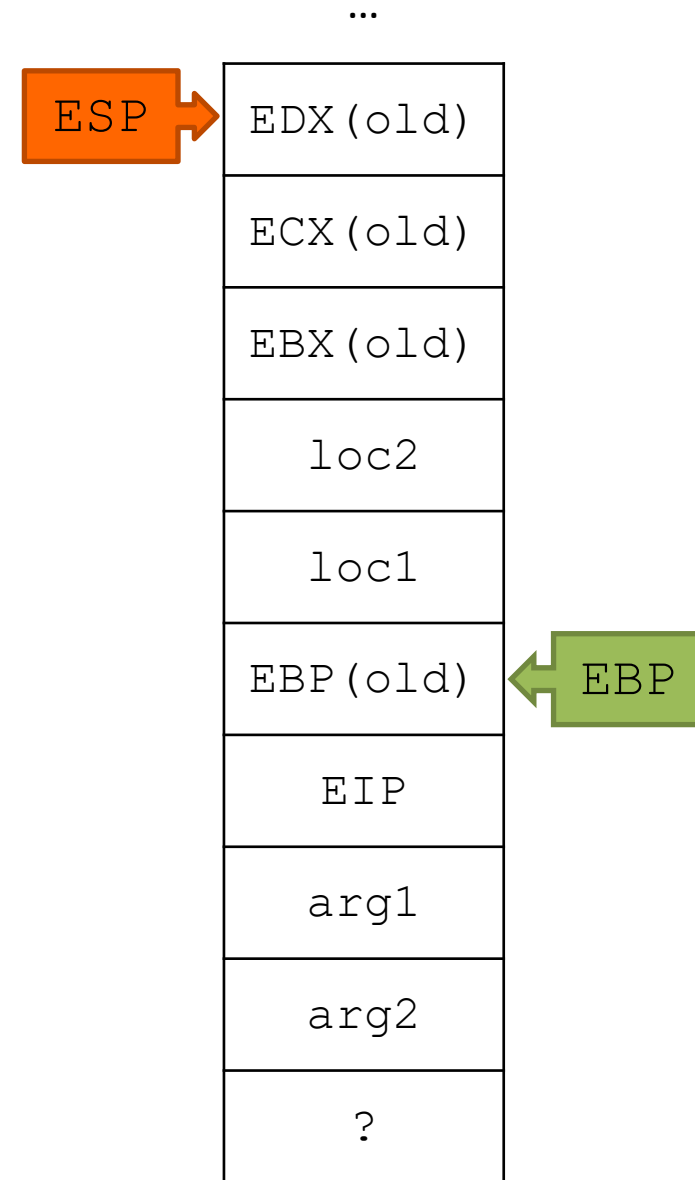 ...
ESP
EDX(old)
ECX(old)
EBX(old)
loc2
loc1
EBP(old)
EBP
EIP
arg1
arg2
?